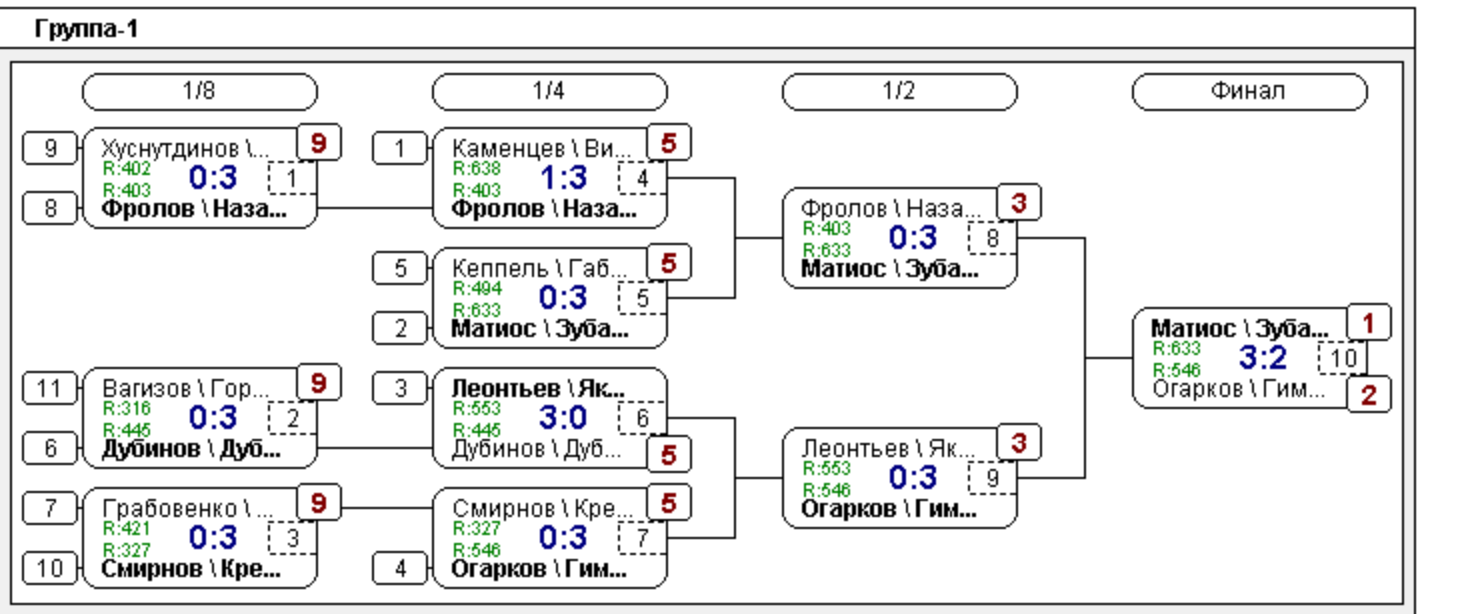 Группа-1
1/8
1/4
1/2
Финал
9
Хуснутдинов \...
9
R:402
0:3
1
R:403
8
Фролов \ Наза...
1
Каменцев \ Ви...
5
R:638
1:3
4
R:403
Фролов \ Наза...
5
Кеппель \ Габ...
5
R:494
0:3
5
R:633
2
Матиос \ Зуба...
11
Вагизов \ Гор...
9
R:316
0:3
2
R:445
6
Дубинов \ Дуб...
3
Леонтьев \ Як...
R:553
3:0
6
R:445
Дубинов \ Дуб...
5
7
Грабовенко \ ...
9
R:421
0:3
3
R:327
10
Смирнов \ Кре...
Смирнов \ Кре...
5
R:327
0:3
7
R:546
4
Огарков \ Гим...
Фролов \ Наза...
3
R:403
0:3
8
R:633
Матиос \ Зуба...
Леонтьев \ Як...
3
R:553
0:3
9
R:546
Огарков \ Гим...
Матиос \ Зуба...
1
R:633
3:2
10
R:546
Огарков \ Гим...
2